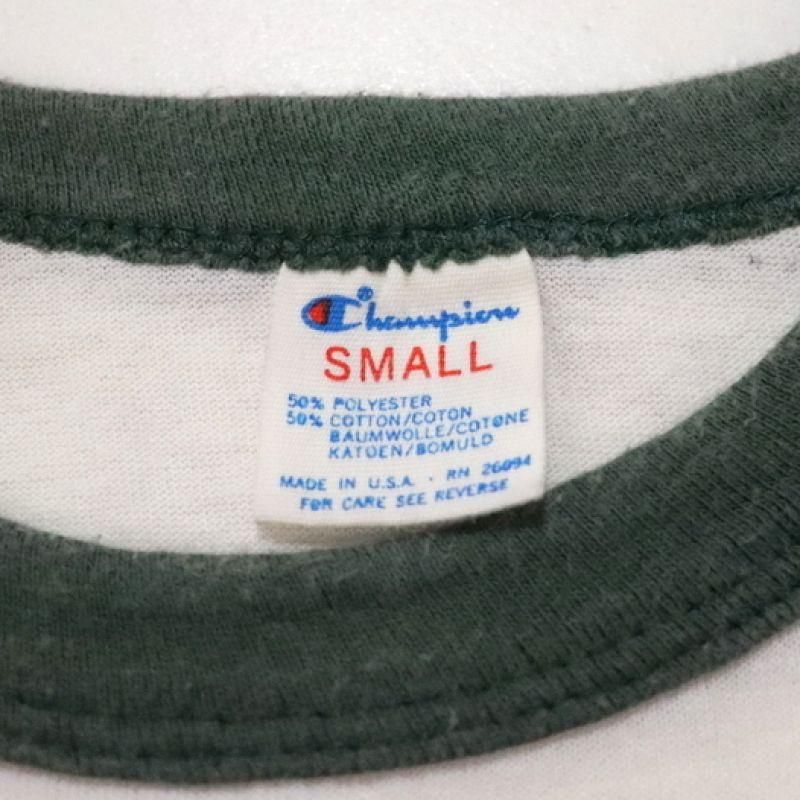 Champion®
SMALL
50% POLYESTER
50% COTTON/COTON
BAUMWOLLE/COTONE
KATOEN/BOMULD
MADE IN U.S.A. · RN 26094
FOR CARE SEE REVERSE